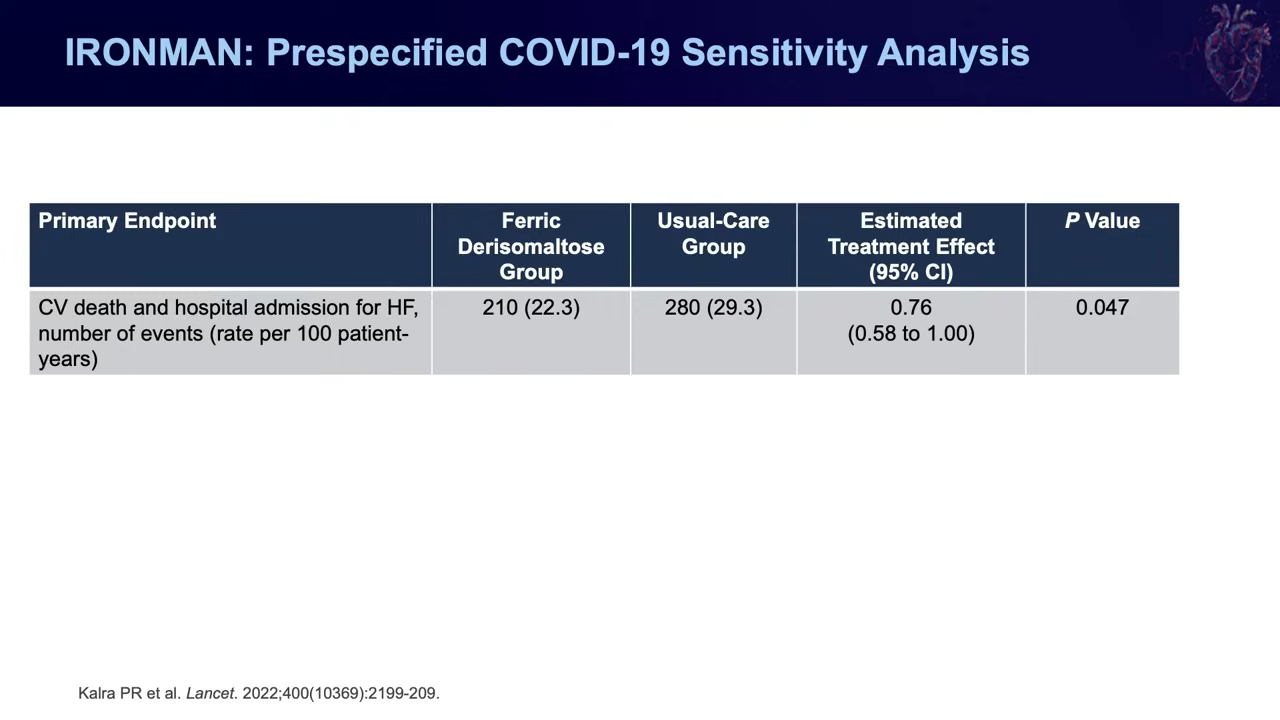 IRONMAN: Prespecified COVID-19 Sensitivity Analysis
Primary Endpoint
Ferric
Derisomaltose
Group
Usual-Care
Group
Estimated
Treatment Effect
(95% CI)
P Value
CV death and hospital admission for HF,
number of events (rate per 100 patient-
years)
210 (22.3)
280 (29.3)
0.76
(0.58 to 1.00)
0.047
Kalra PR et al. Lancet. 2022;400(10369):2199-209.